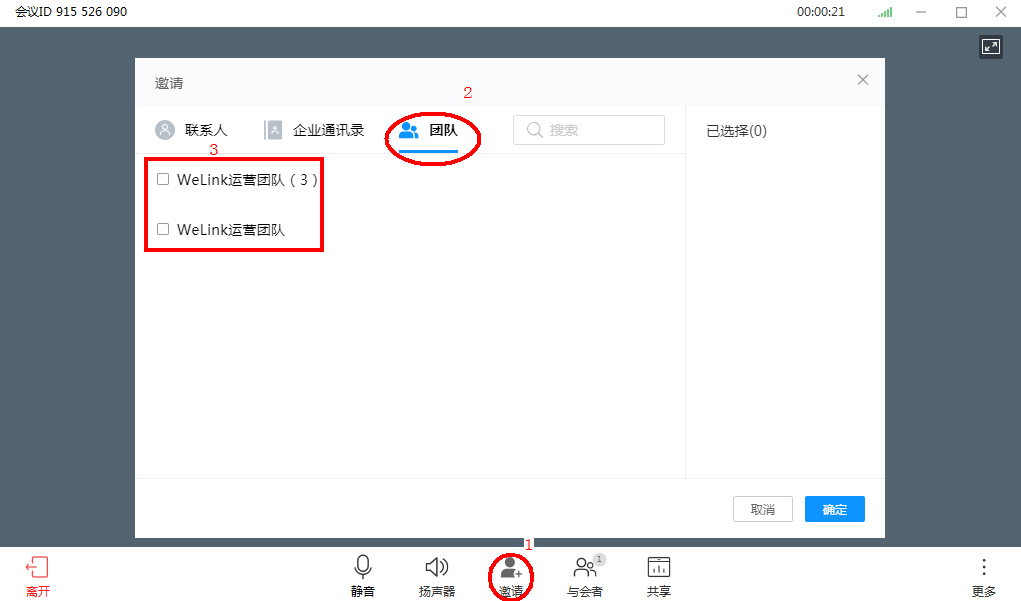 会议ID 915 526 090
00:00:21
邀请
2
联系人
企业通讯录
团队
搜索
已选择(0)
3
WeLink运营团队（3）
WeLink运营团队
取消
确定
1
离开
静音
扬声器
邀请
与会者
1
共享
更多